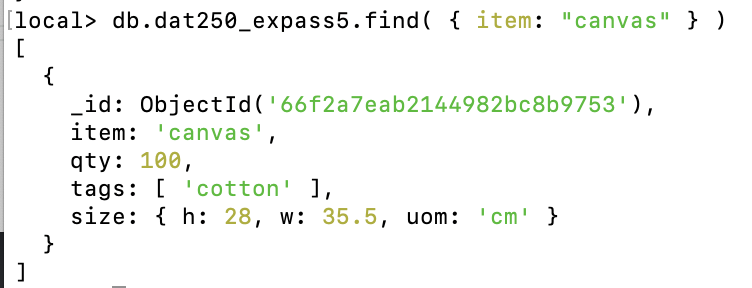 [local> db.dat250_expass5.find( { item: "canvas" } )
[
  {
    _id: ObjectId('66f2a7eab2144982bc8b9753'),
    item: 'canvas',
    qty: 100,
    tags: [ 'cotton' ],
    size: { h: 28, w: 35.5, uom: 'cm' }
  }
]